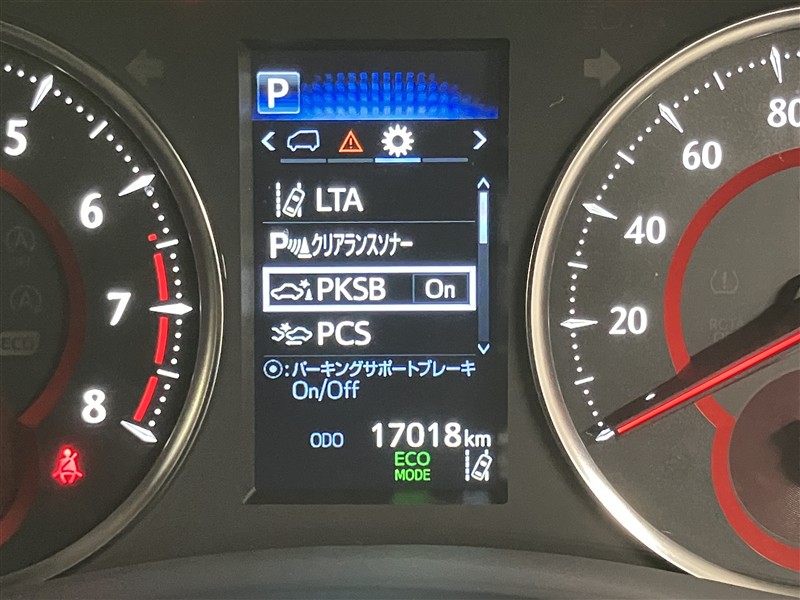 P
LTA
Pクリアランスソナー
PKSB On
PCS
:パーキングサポートブレーキ
On/Off
ODO 17018km
ECO
MODE
5
6
7
8
ECO
80
60
40
20